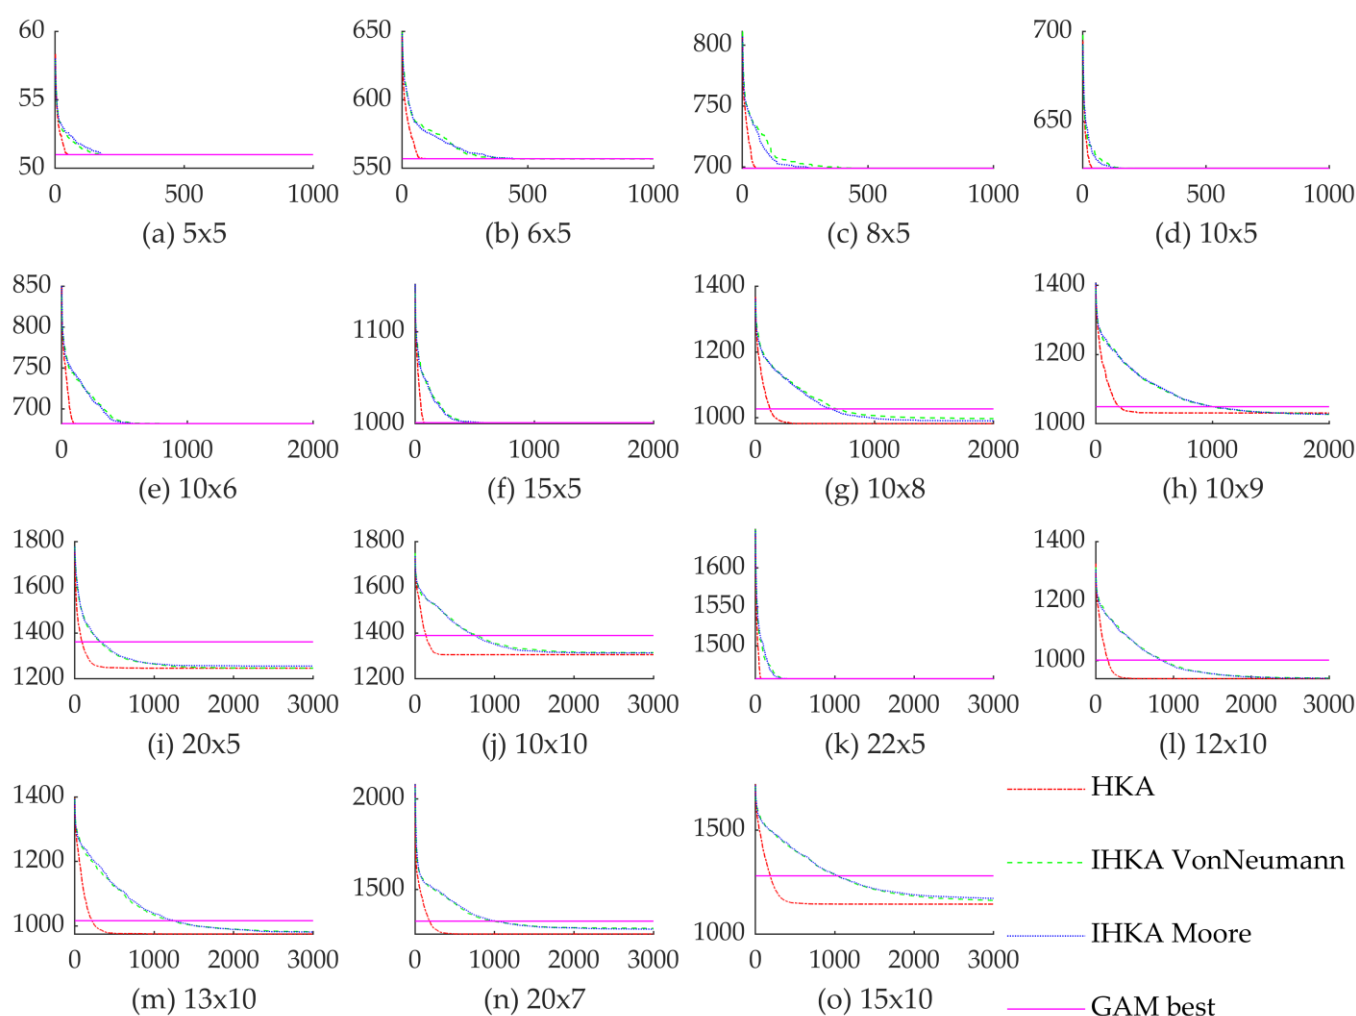 60
55
50
0 500 1000
(a) 5x5
650
600
550
0 500 1000
(b) 6x5
800
750
700
0 500 1000
(c) 8x5
700
650
0 500 1000
(d) 10x5
850
800
750
700
0 1000 2000
(e) 10x6
1100
1000
0 1000 2000
(f) 15x5
1400
1200
1000
0 1000 2000
(g) 10x8
1400
1200
1000
0 1000 2000
(h) 10x9
1800
1600
1400
1200
0 1000 2000 3000
(i) 20x5
1800
1600
1400
1200
0 1000 2000 3000
(j) 10x10
1600
1550
1500
0 1000 2000 3000
(k) 22x5
1400
1200
1000
0 1000 2000 3000
(l) 12x10
1400
1200
1000
0 1000 2000 3000
(m) 13x10
2000
1500
0 1000 2000 3000
(n) 20x7
1500
1000
0 1000 2000 3000
(o) 15x10
HKA
IHKA VonNeumann
IHKA Moore
GAM best